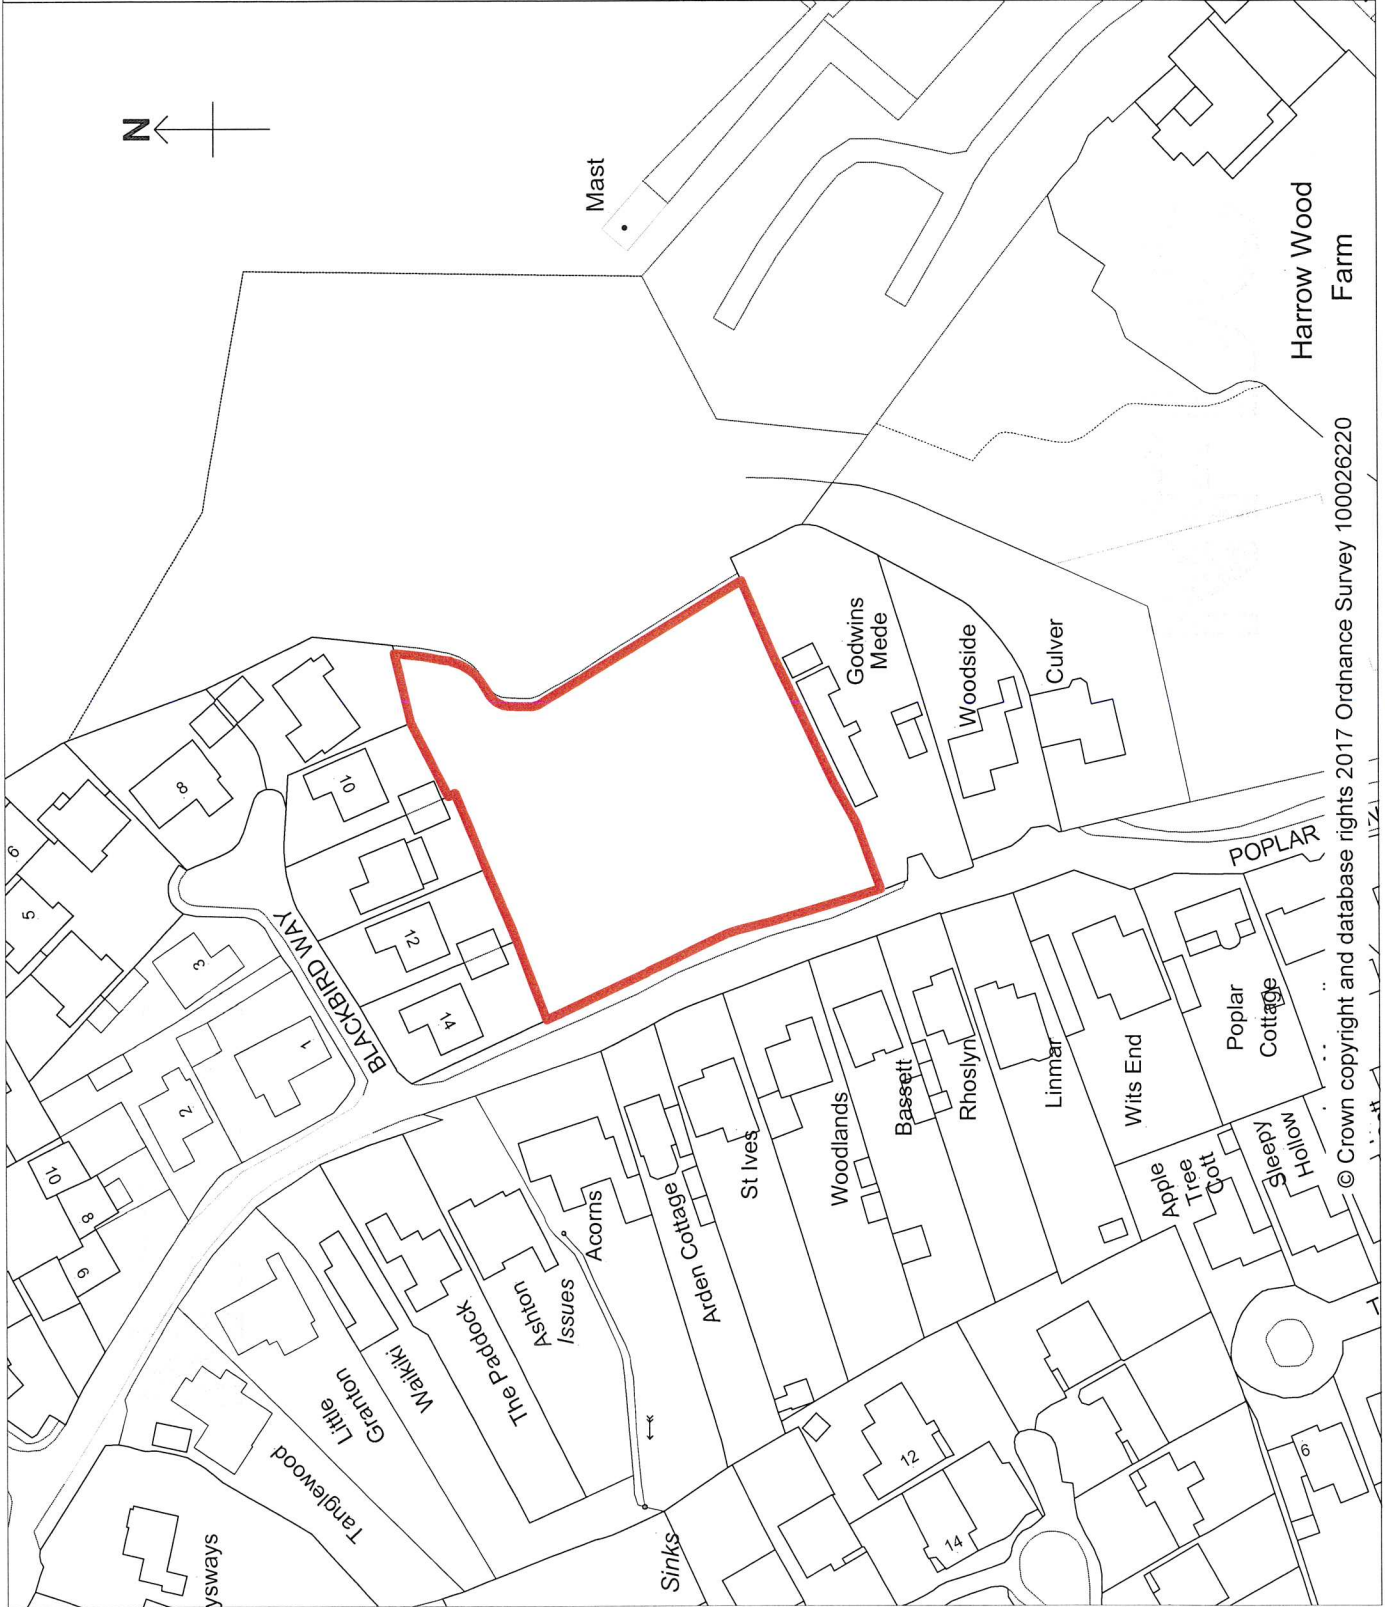 N
Mast
Harrow Wood
Farm
6
5
8
10
3
BLACKBIRD WAY
12
14
1
2
10
8
6
Godwins
Mede
Woodside
Culver
POPLAR
Tanglewood
Little
Granton
Waikiki
The Paddock
Ashton
Issues
Acorns
Arden Cottage
St Ives
Woodlands
Bassett
Rhoslyn
Linmar
Wits End
Poplar
Cottage
Apple
Tree
Cott
Sleepy
Hollow
ysways
Sinks
12
14
6
© Crown copyright and database rights 2017 Ordnance Survey 100026220